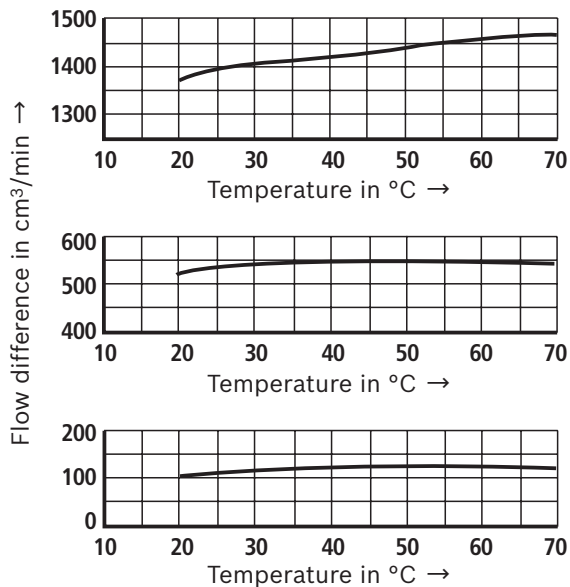 Flow difference in cm³/min →
1500
1400
1300
10 20 30 40 50 60 70
Temperature in °C →
600
500
400
10 20 30 40 50 60 70
Temperature in °C →
200
100
0
10 20 30 40 50 60 70
Temperature in °C →